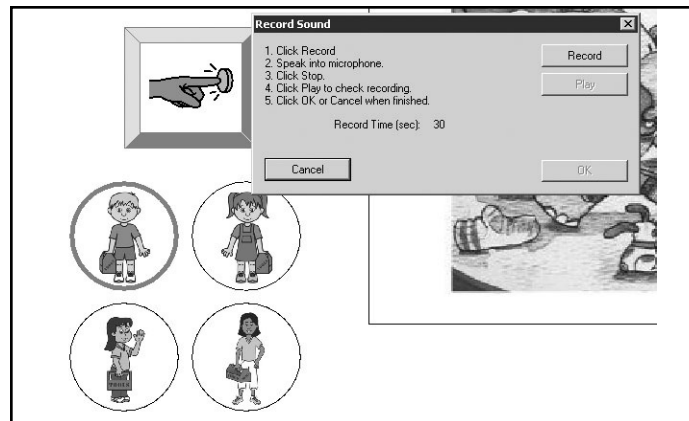 Record Sound
1. Click Record
2. Speak into microphone.
3. Click Stop.
4. Click Play to check recording.
5. Click OK or Cancel when finished.
Record Time (sec): 30
Record
Play
Cancel
OK